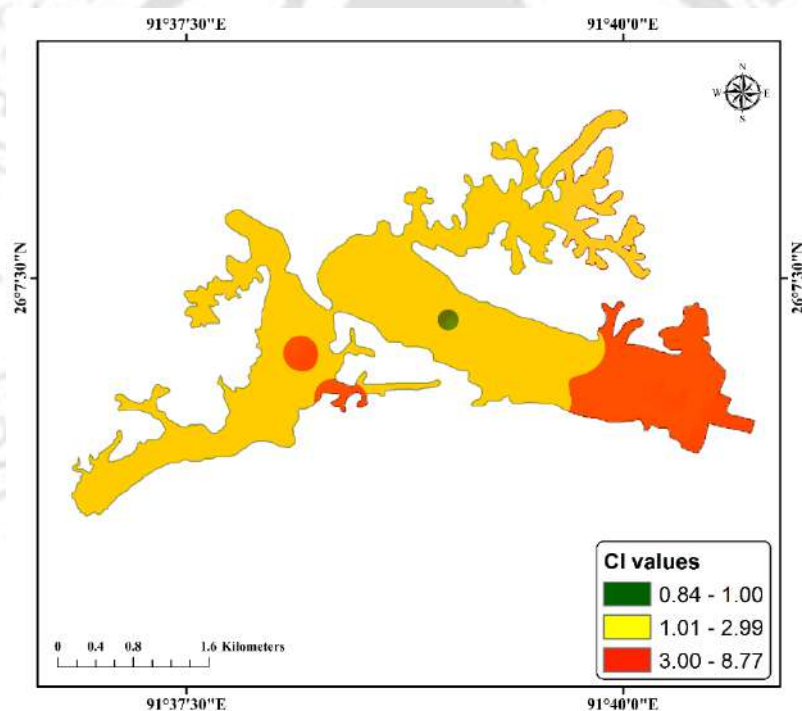 91°37'30"E 91°40'0"E
N
W E
S
26°7'30"N 26°7'30"N
CI values
0.84 - 1.00
1.01 - 2.99
3.00 - 8.77
0 0.4 0.8 1.6 Kilometers
91°37'30"E 91°40'0"E